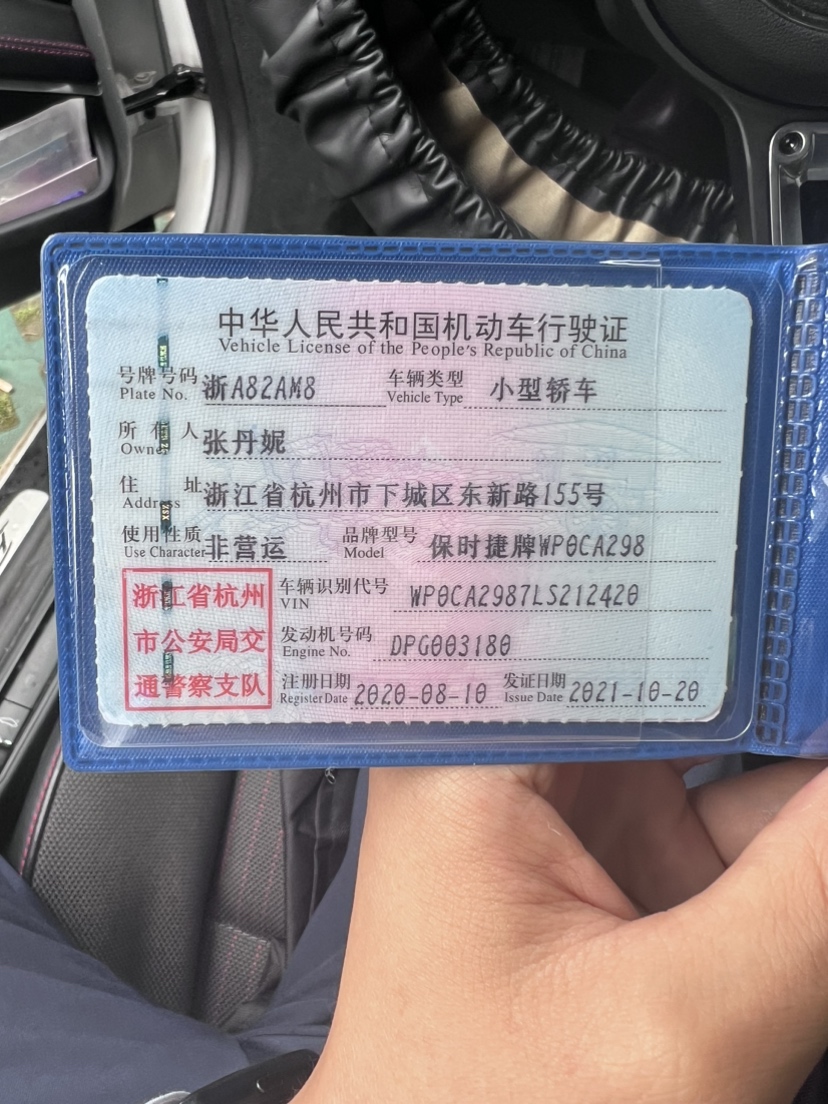 中华人民共和国机动车行驶证
Vehicle License of the People's Republic of China
号牌号码 浙A82AM8 车辆类型 小型轿车
Plate No. Vehicle Type
所有人 张丹妮
Owner
住址 浙江省杭州市下城区东新路155号
Address
使用性质 非营运 品牌型号 保时捷牌WP0CA298
Use Character Model
浙江省杭州
市公安局交
通警察支队
车辆识别代号 WP0CA2987LS212420
VIN
发动机号码 DPG003180
Engine No.
注册日期 2020-08-10 发证日期 2021-10-20
Register Date Issue Date